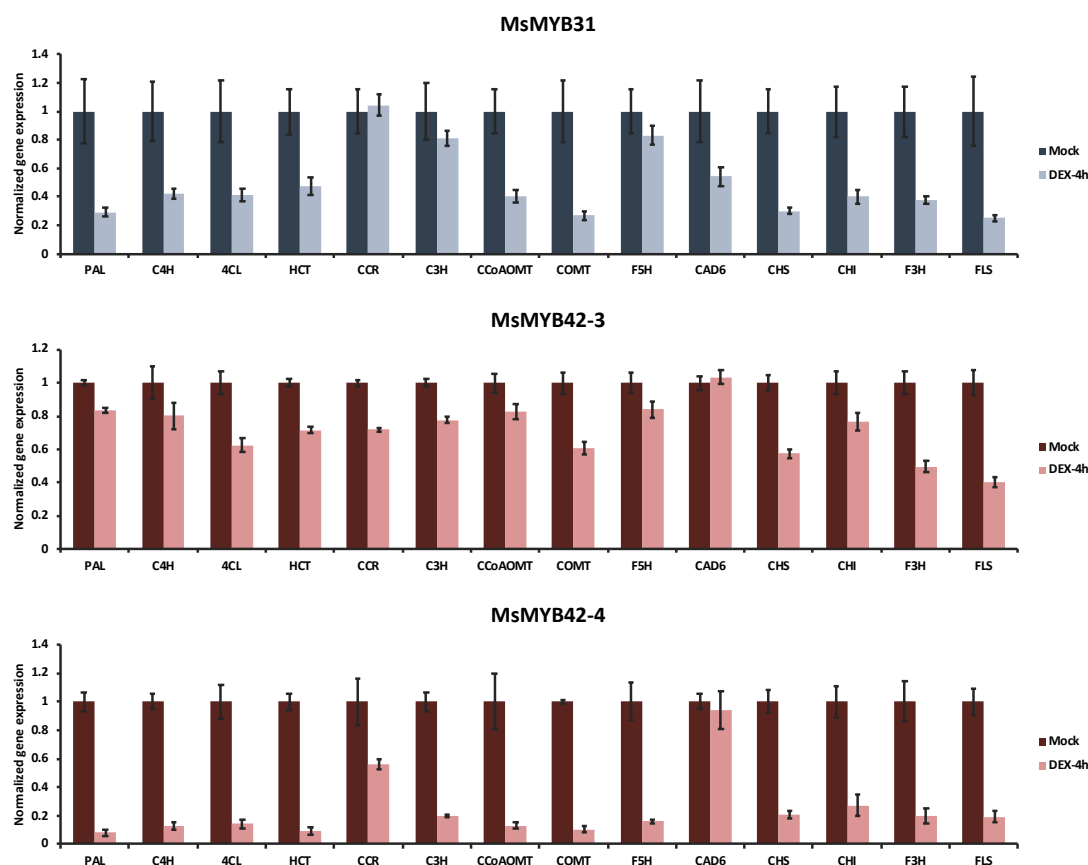 MsMYB31
Normalized gene expression
1.4
1.2
1
0.8
0.6
0.4
0.2
0
PAL C4H 4CL HCT CCR C3H CCoAOMT COMT F5H CAD6 CHS CHI F3H FLS
Mock
DEX-4h
MsMYB42-3
Normalized gene expression
1.2
1
0.8
0.6
0.4
0.2
0
PAL C4H 4CL HCT CCR C3H CCoAOMT COMT F5H CAD6 CHS CHI F3H FLS
Mock
DEX-4h
MsMYB42-4
Normalized gene expression
1.4
1.2
1
0.8
0.6
0.4
0.2
0
PAL C4H 4CL HCT CCR C3H CCoAOMT COMT F5H CAD6 CHS CHI F3H FLS
Mock
DEX-4h